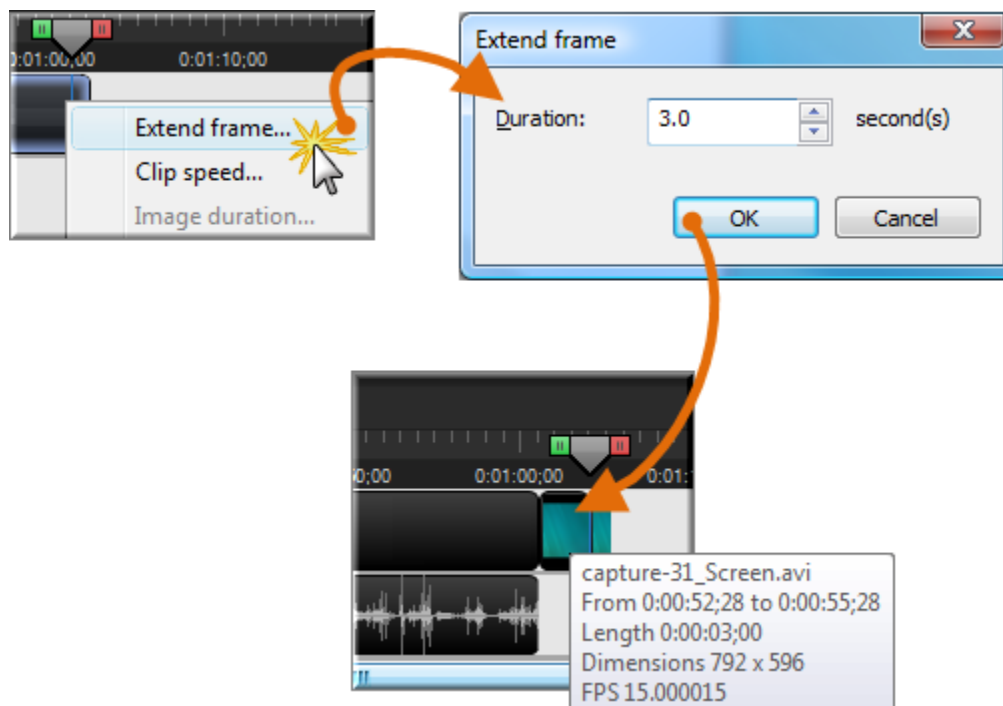 0:01:00;00 0:01:10;00
Extend frame...
Clip speed...
Image duration...
Extend frame
Duration: 3.0 second(s)
OK Cancel
0;00 0:01:00;00 0:01:
capture-31_Screen.avi
From 0:00:52;28 to 0:00:55;28
Length 0:00:03;00
Dimensions 792 x 596
FPS 15.000015